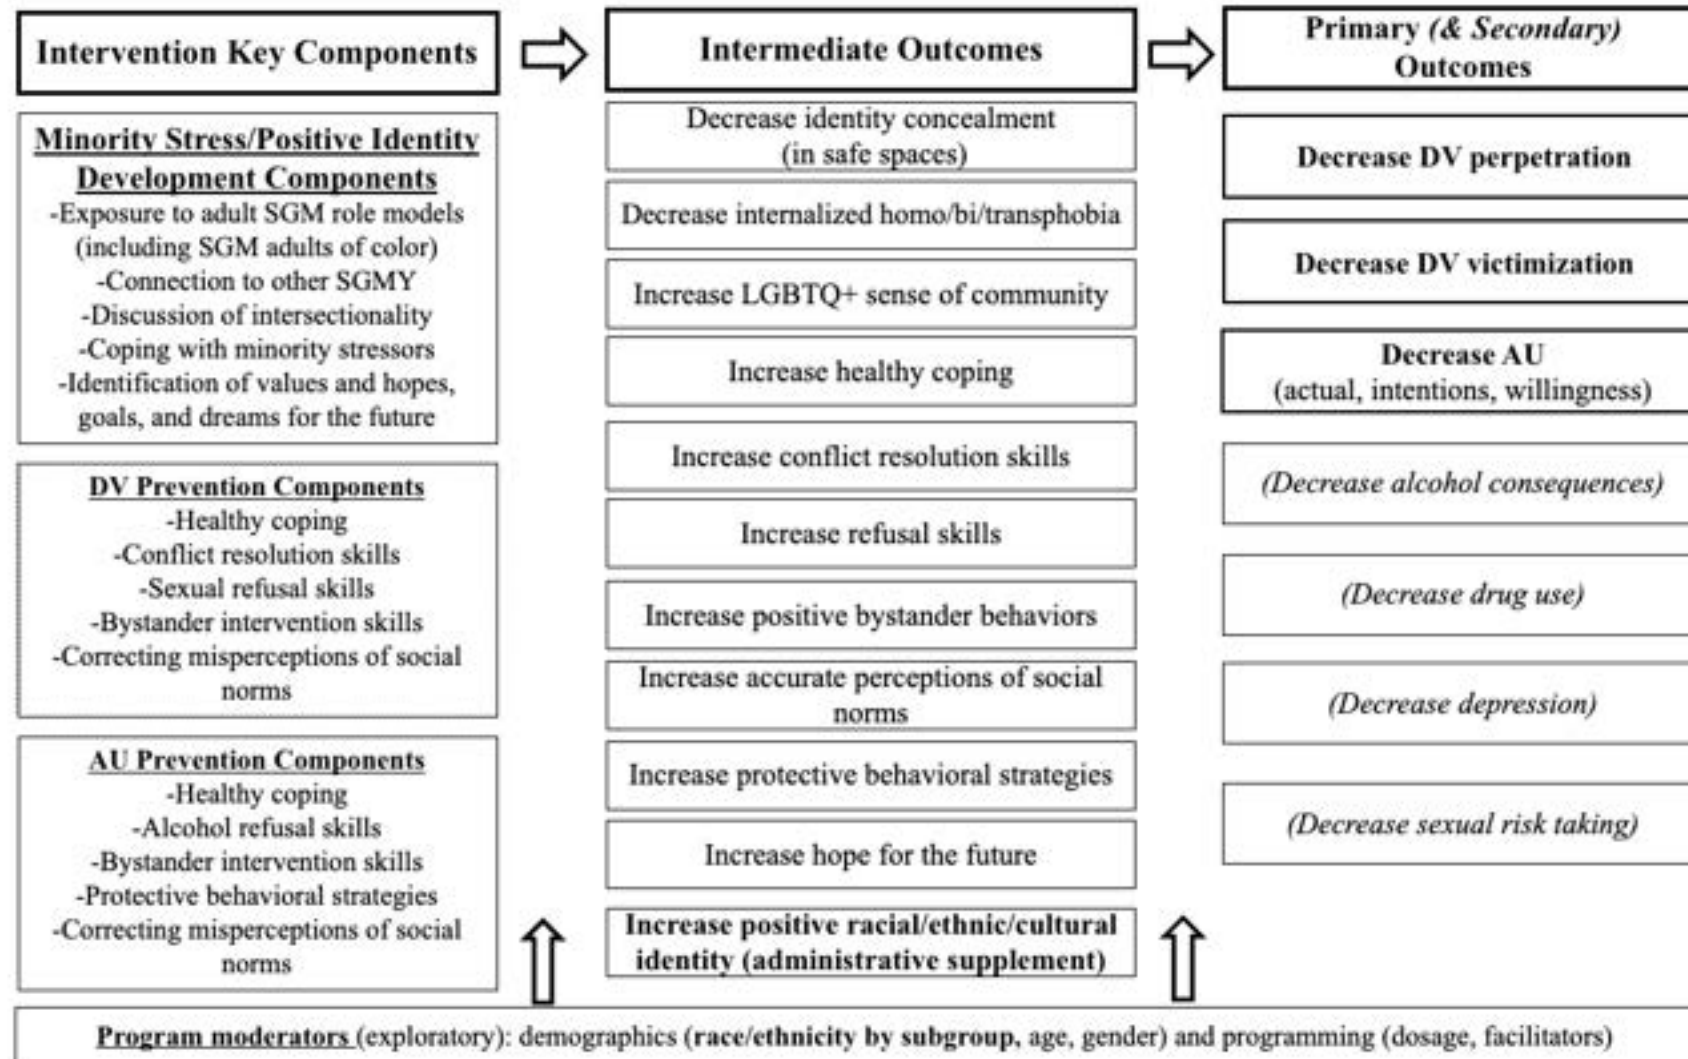 Intervention Key Components
Intermediate Outcomes
Primary (& Secondary)
Outcomes
Minority Stress/Positive Identity
Development Components
-Exposure to adult SGM role models
(including SGM adults of color)
-Connection to other SGMY
-Discussion of intersectionality
-Coping with minority stressors
-Identification of values and hopes,
goals, and dreams for the future
DV Prevention Components
-Healthy coping
-Conflict resolution skills
-Sexual refusal skills
-Bystander intervention skills
-Correcting misperceptions of social
norms
AU Prevention Components
-Healthy coping
-Alcohol refusal skills
-Bystander intervention skills
-Protective behavioral strategies
-Correcting misperceptions of social
norms
Decrease identity concealment
(in safe spaces)
Decrease internalized homo/bi/transphobia
Increase LGBTQ+ sense of community
Increase healthy coping
Increase conflict resolution skills
Increase refusal skills
Increase positive bystander behaviors
Increase accurate perceptions of social
norms
Increase protective behavioral strategies
Increase hope for the future
Increase positive racial/ethnic/cultural
identity (administrative supplement)
Decrease DV perpetration
Decrease DV victimization
Decrease AU
(actual, intentions, willingness)
(Decrease alcohol consequences)
(Decrease drug use)
(Decrease depression)
(Decrease sexual risk taking)
Program moderators (exploratory): demographics (race/ethnicity by subgroup, age, gender) and programming (dosage, facilitators)